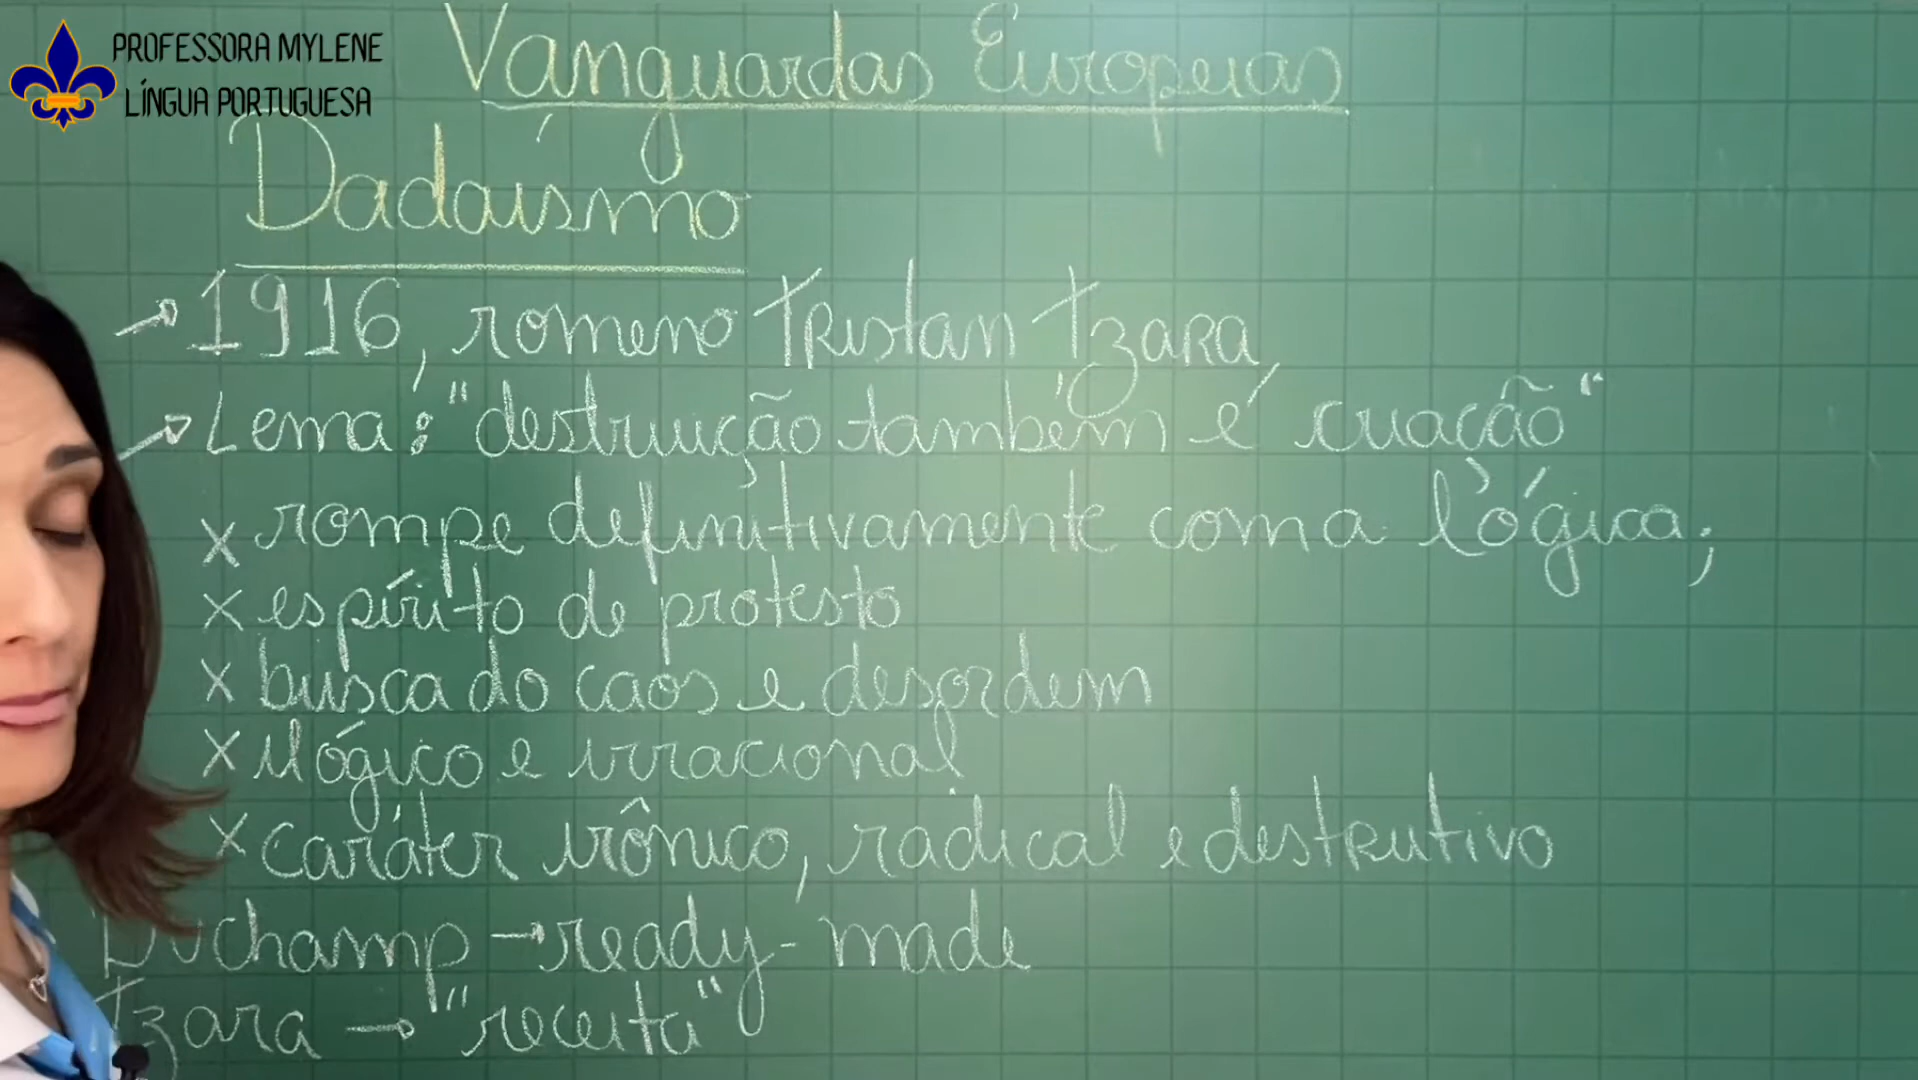 PROFESSORA MYLENE
LÍNGUA PORTUGUESA
Vanguardas Europeias
Dadaísmo
→ 1916, romeno Tristan Tzara,
→ Lema: "destruição também é criação"
x rompe definitivamente com a lógica;
x espírito de protesto
x busca do caos e desordem
x ilógico e irracional
x caráter irônico, radical e destrutivo
Duchamp → ready-made
Tzara → "receita"